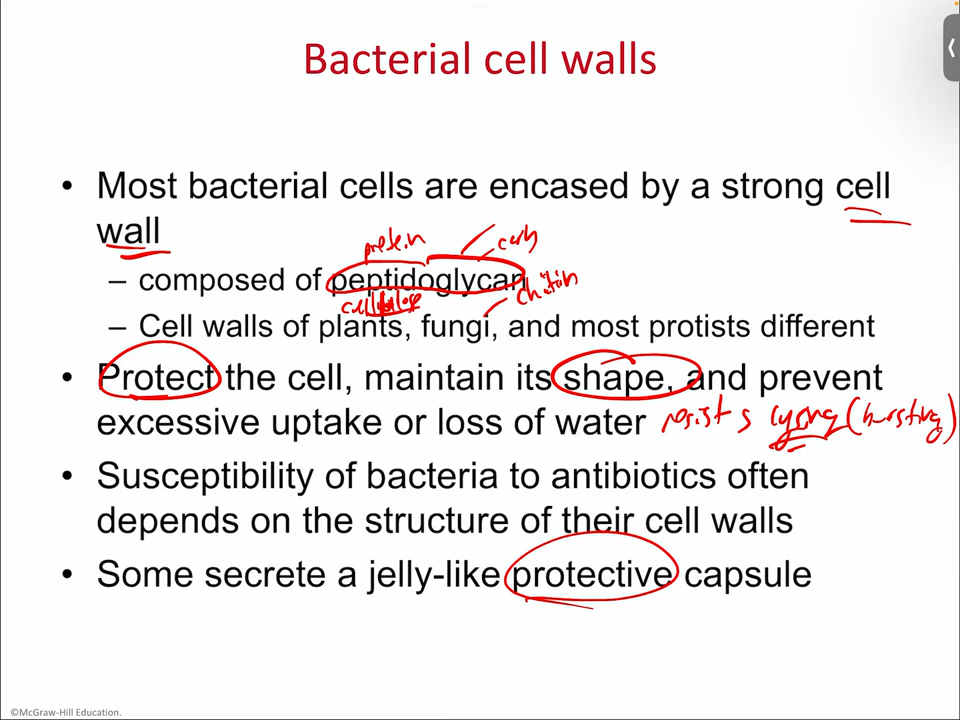 Bacterial cell walls
• Most bacterial cells are encased by a strong cell
wall
protein carb
– composed of peptidoglycan
cellulose chitin
– Cell walls of plants, fungi, and most protists different
• Protect the cell, maintain its shape, and prevent
excessive uptake or loss of water resists lysing (bursting)
• Susceptibility of bacteria to antibiotics often
depends on the structure of their cell walls
• Some secrete a jelly-like protective capsule
©McGraw-Hill Education.